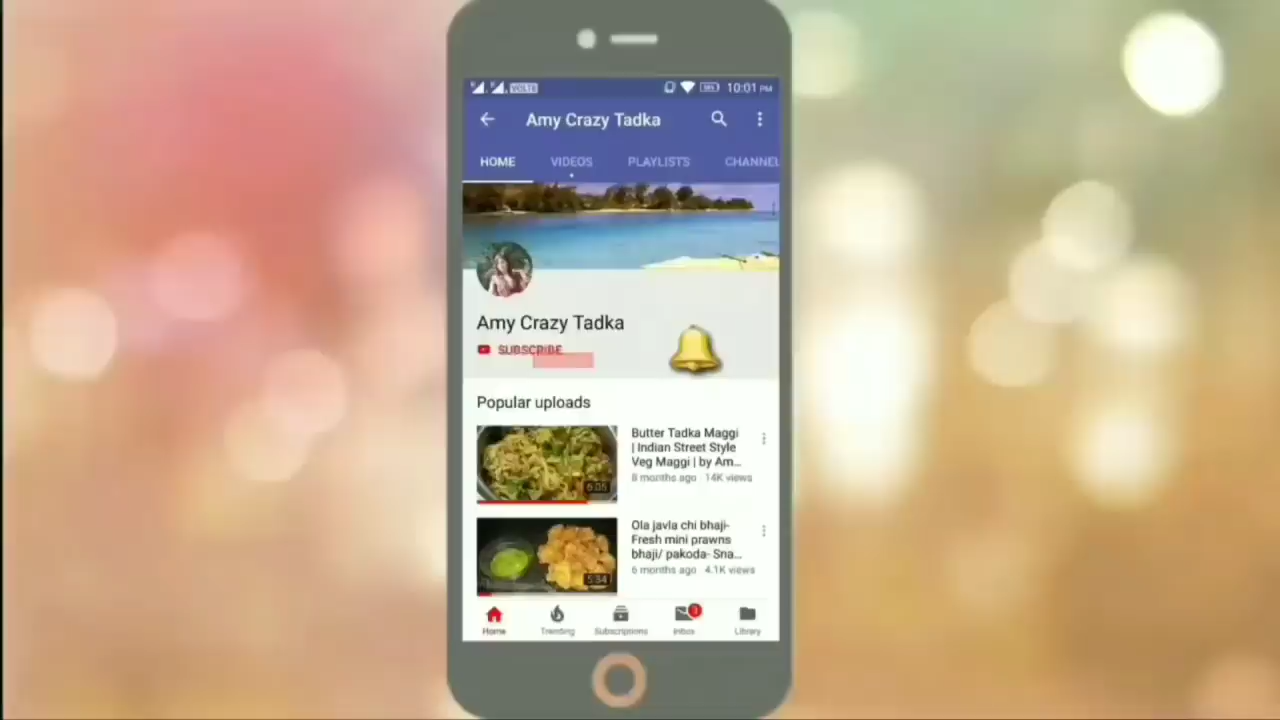 VOLTE 10:01 PM
Amy Crazy Tadka
HOME VIDEOS PLAYLISTS CHANNEL
Amy Crazy Tadka
SUBSCRIBE
Popular uploads
Butter Tadka Maggi
| Indian Street Style
Veg Maggi | by Am...
8 months ago 14K views
6:05
Ola javla chi bhaji-
Fresh mini prawns
bhaji/ pakoda- Sna...
6 months ago 4.1K views
5:34
3
Home Trending Subscriptions Inbox Library